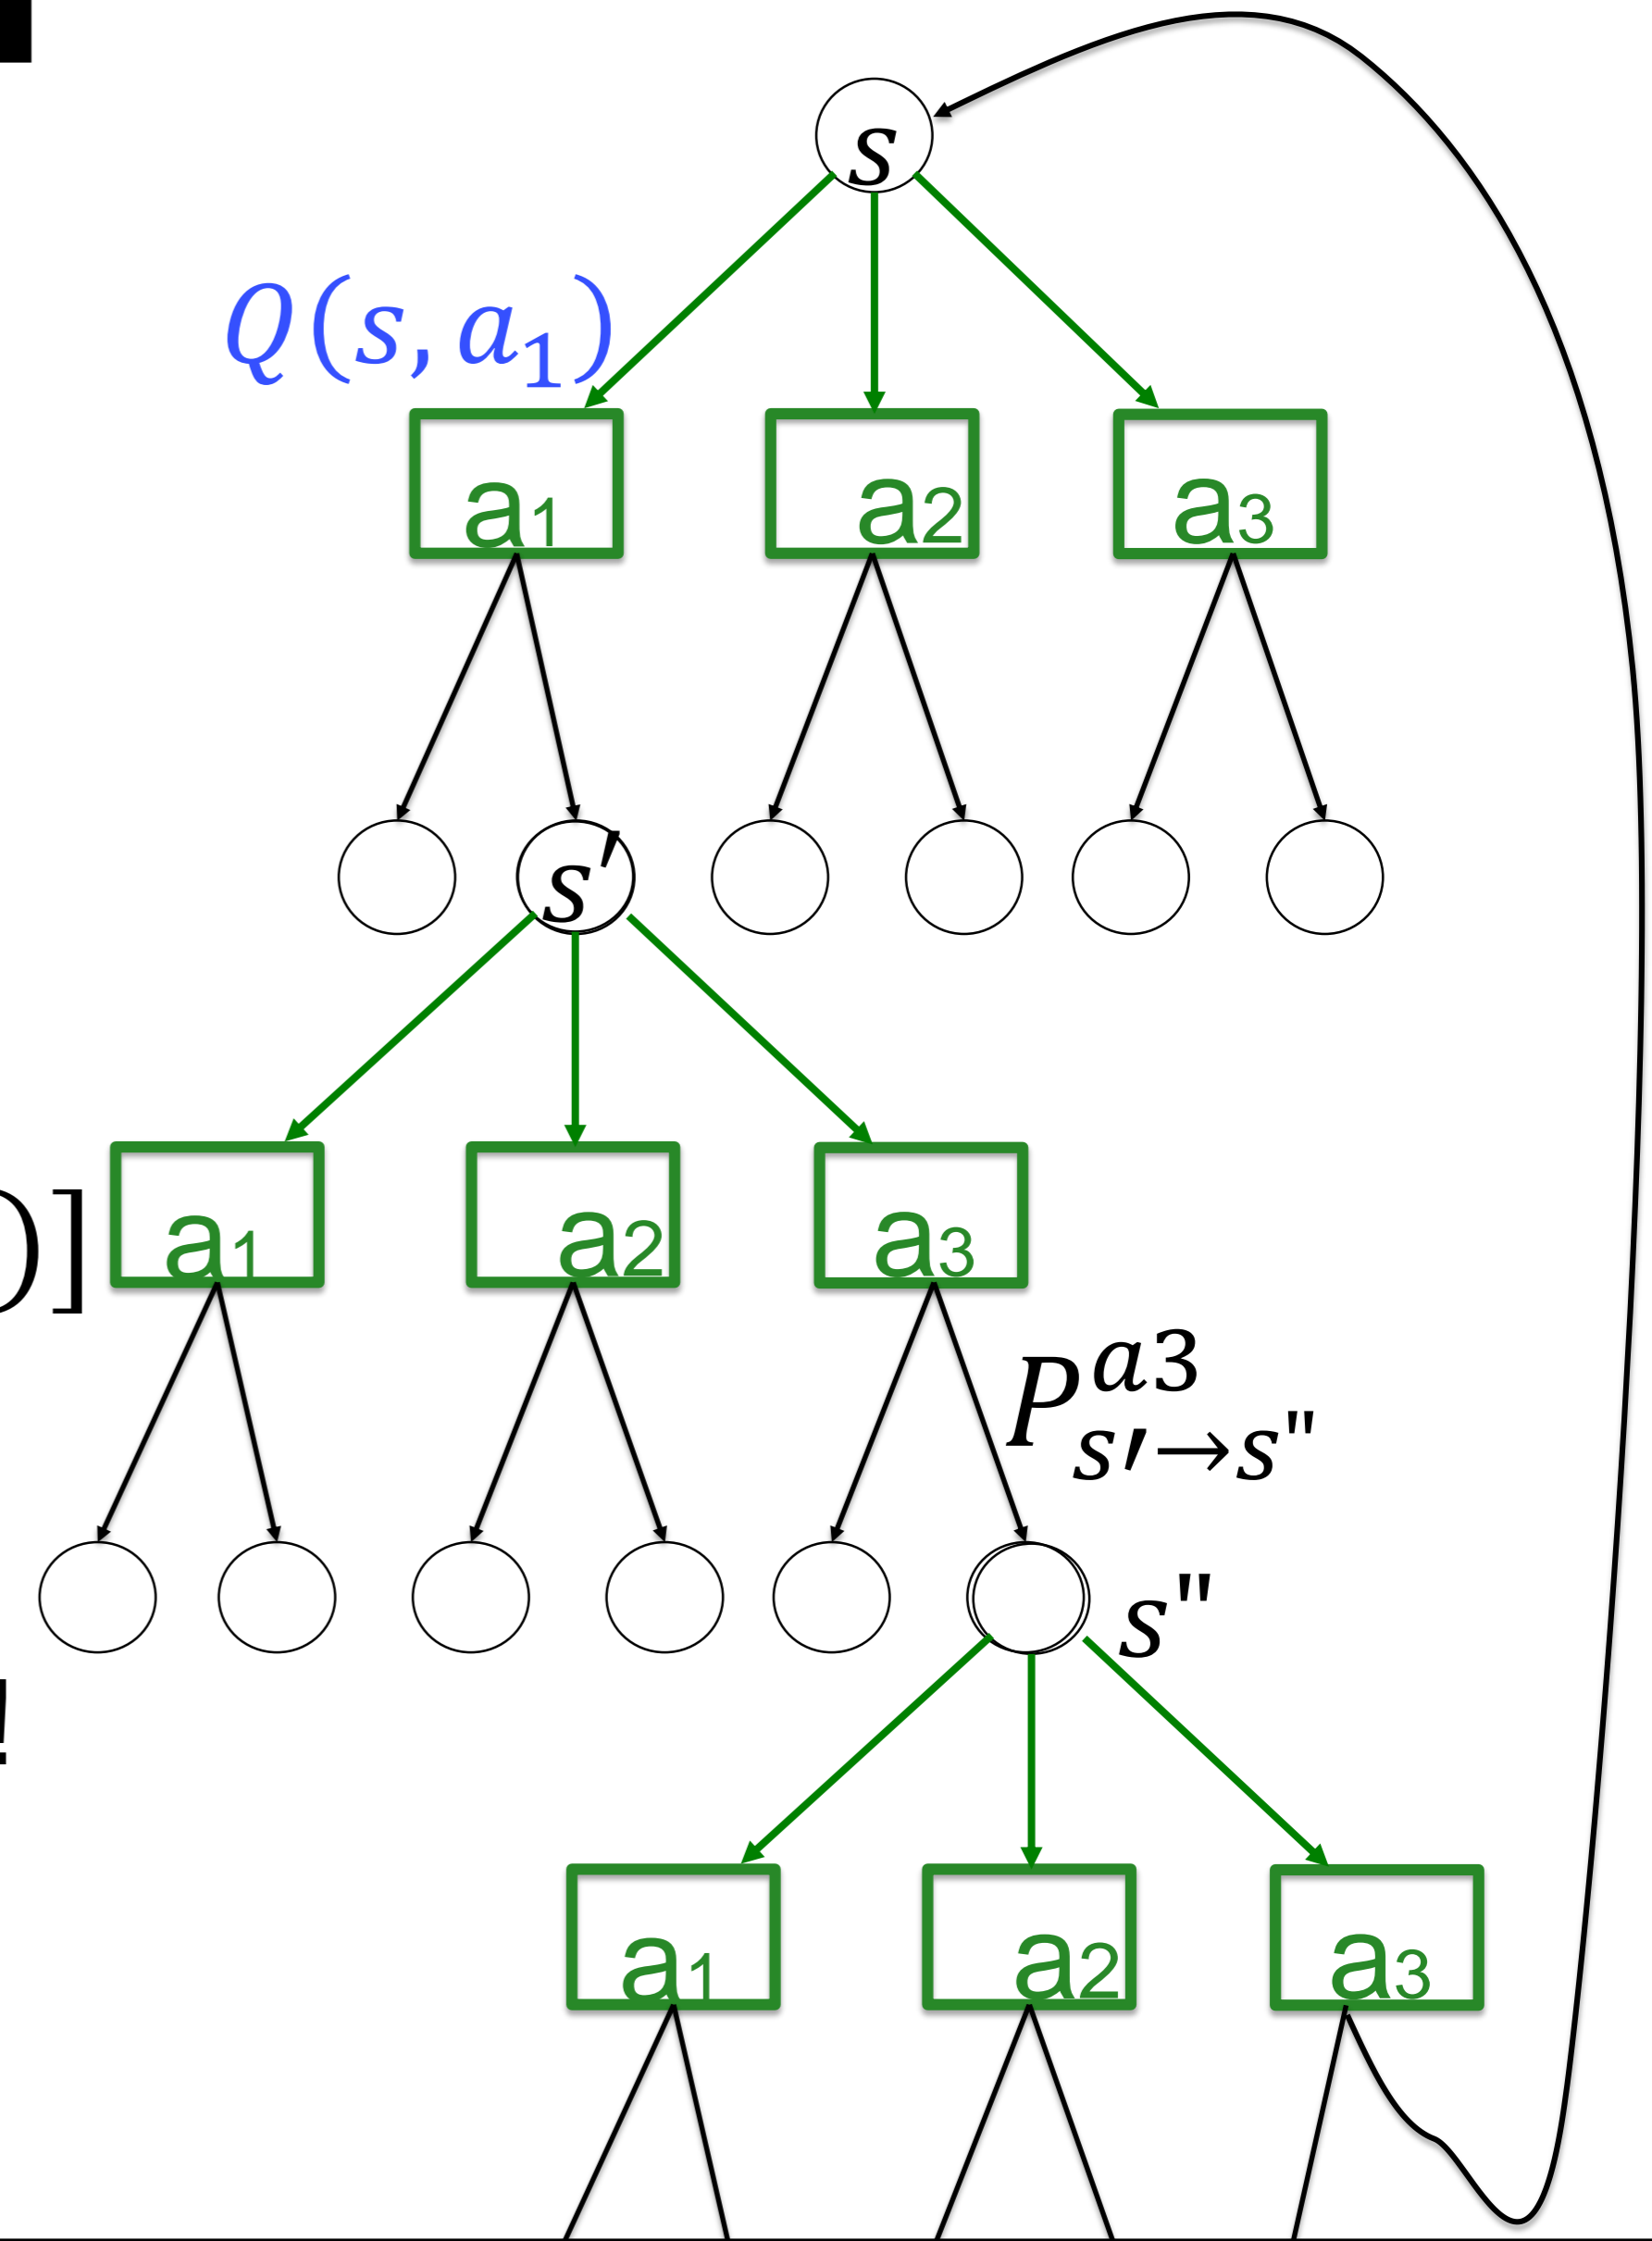 s
Q(s, a₁)
a1 a2 a3
s′
)] a1 a2 a3
P^{a3}_{s′→s"}
s"
!
a1 a2 a3